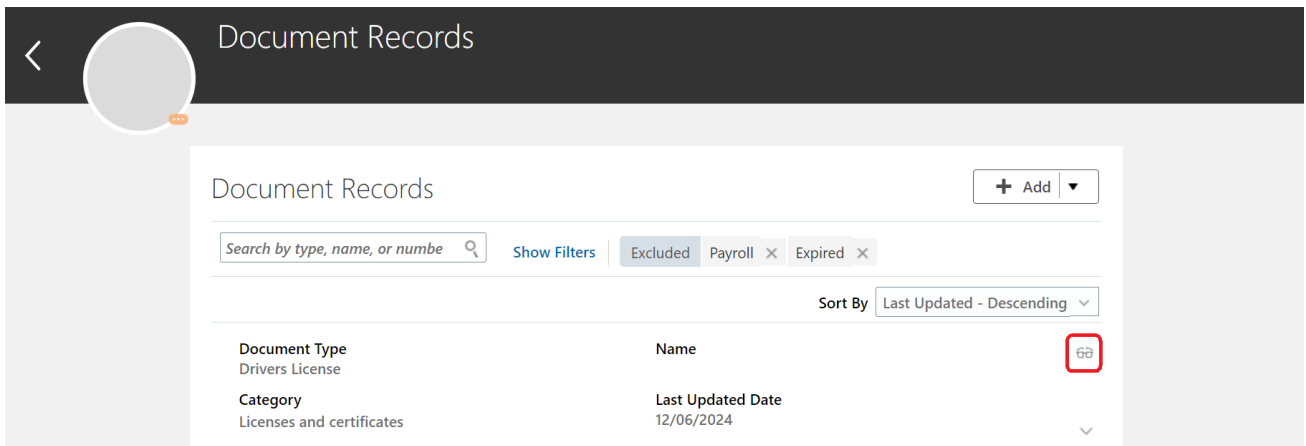 Document Records
Document Records
Add
Search by type, name, or numbe
Show Filters
Excluded
Payroll
Expired
Sort By
Last Updated - Descending
Document Type
Name
Drivers License
Category
Last Updated Date
Licenses and certificates
12/06/2024